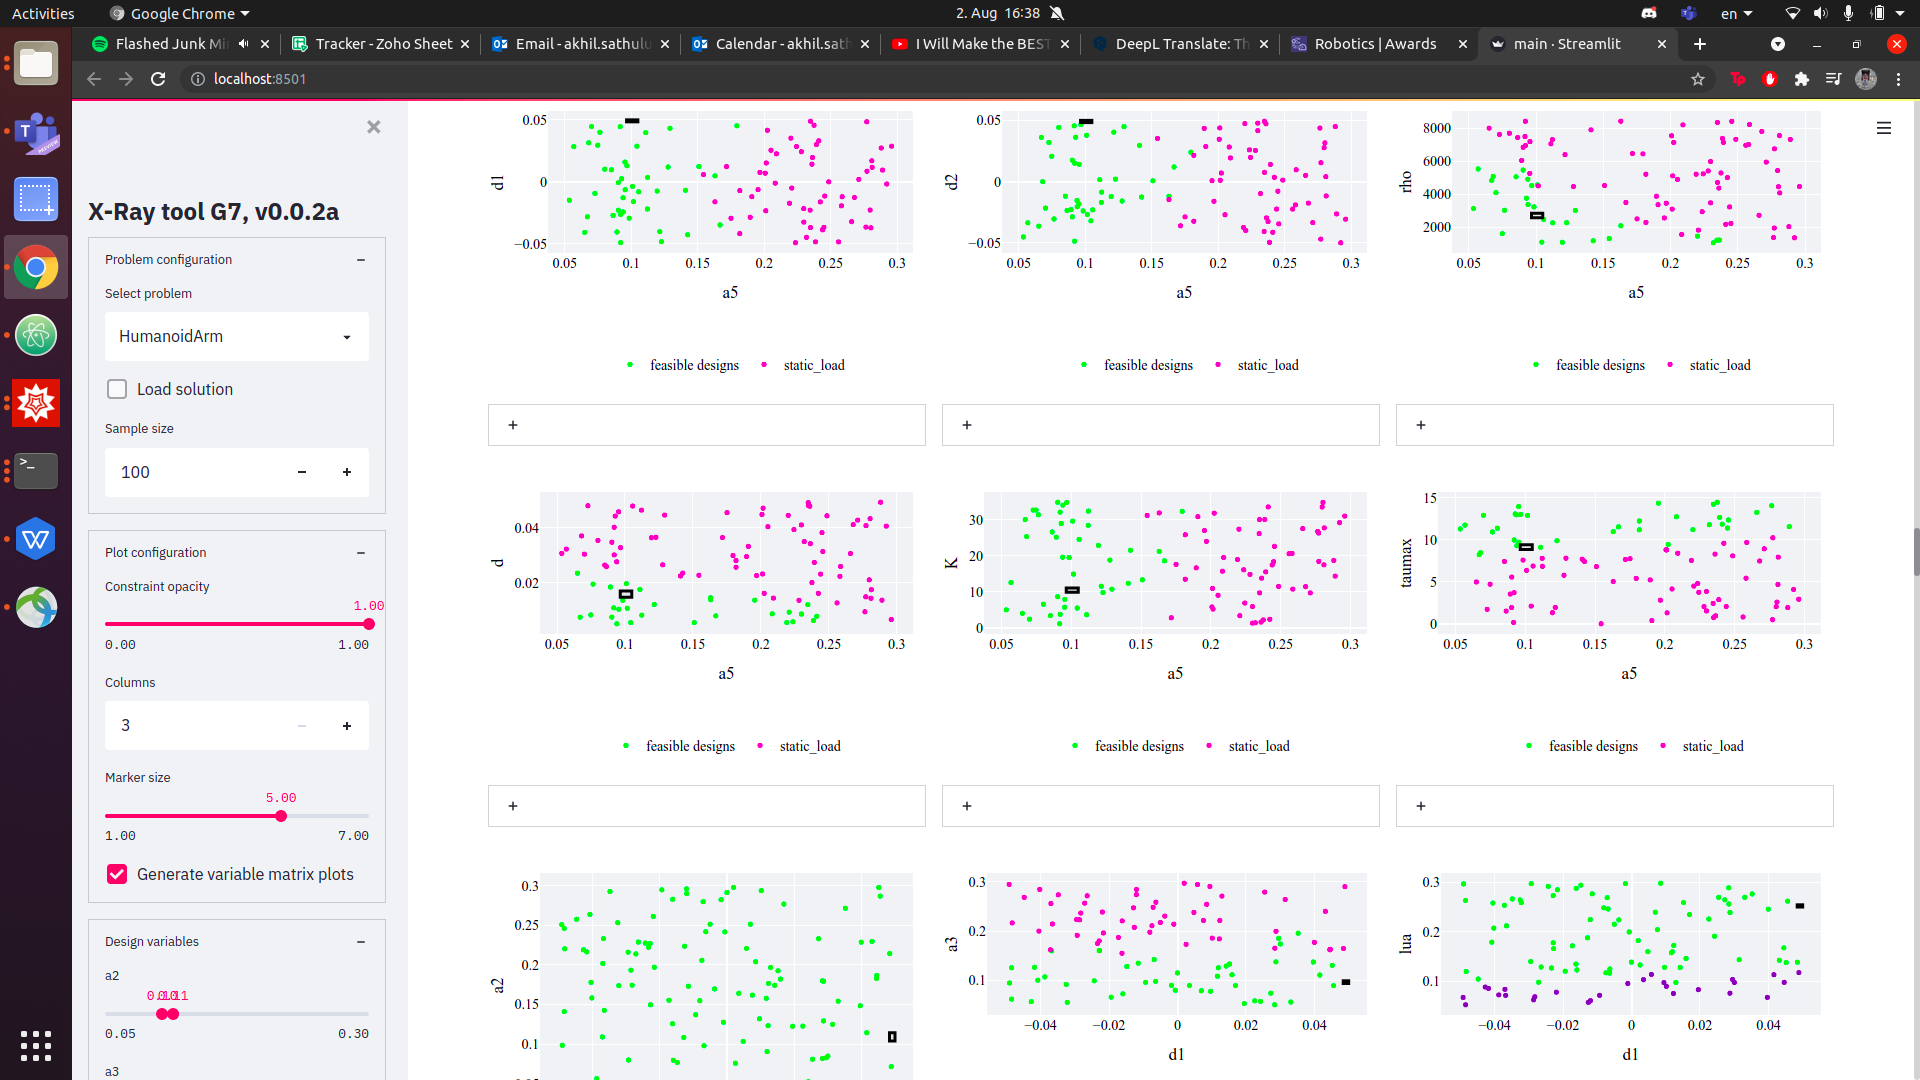 Activities
Google Chrome
2. Aug 16:38
en
Flashed Junk Mi
Tracker - Zoho Sheet
Email - akhil.sathulu
Calendar - akhil.sath
I Will Make the BEST
DeepL Translate: Th
Robotics | Awards
main · Streamlit
localhost:8501
X-Ray tool G7, v0.0.2a
Problem configuration
Select problem
HumanoidArm
Load solution
Sample size
100
Plot configuration
Constraint opacity
1.00
0.00 1.00
Columns
3
Marker size
5.00
1.00 7.00
Generate variable matrix plots
Design variables
a2
0.05 0.30
a3
d1
0.05
0
−0.05
0.05 0.1 0.15 0.2 0.25 0.3
a5
feasible designs static_load
d2
0.05
0
−0.05
0.05 0.1 0.15 0.2 0.25 0.3
a5
feasible designs static_load
rho
8000
6000
4000
2000
0.05 0.1 0.15 0.2 0.25 0.3
a5
feasible designs static_load
+
+
+
d
0.04
0.02
0.05 0.1 0.15 0.2 0.25 0.3
a5
feasible designs static_load
K
30
20
10
0
0.05 0.1 0.15 0.2 0.25 0.3
a5
feasible designs static_load
taumax
15
10
5
0
0.05 0.1 0.15 0.2 0.25 0.3
a5
feasible designs static_load
+
+
+
a2
0.3
0.25
0.2
0.15
0.1
a3
0.3
0.2
0.1
−0.04 −0.02 0 0.02 0.04
d1
lua
0.3
0.2
0.1
−0.04 −0.02 0 0.02 0.04
d1